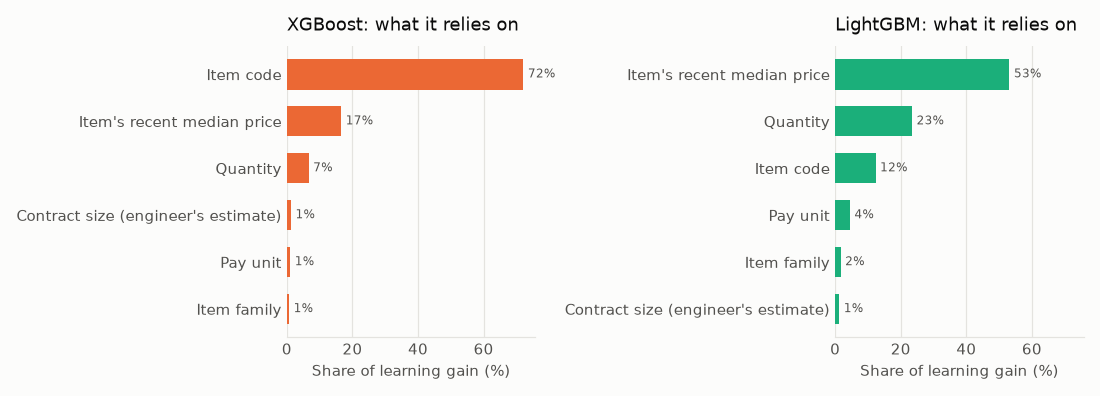 XGBoost: what it relies on
Item code
72%
Item's recent median price
17%
Quantity
7%
Contract size (engineer's estimate)
1%
Pay unit
1%
Item family
1%
0 20 40 60
Share of learning gain (%)
LightGBM: what it relies on
Item's recent median price
53%
Quantity
23%
Item code
12%
Pay unit
4%
Item family
2%
Contract size (engineer's estimate)
1%
0 20 40 60
Share of learning gain (%)